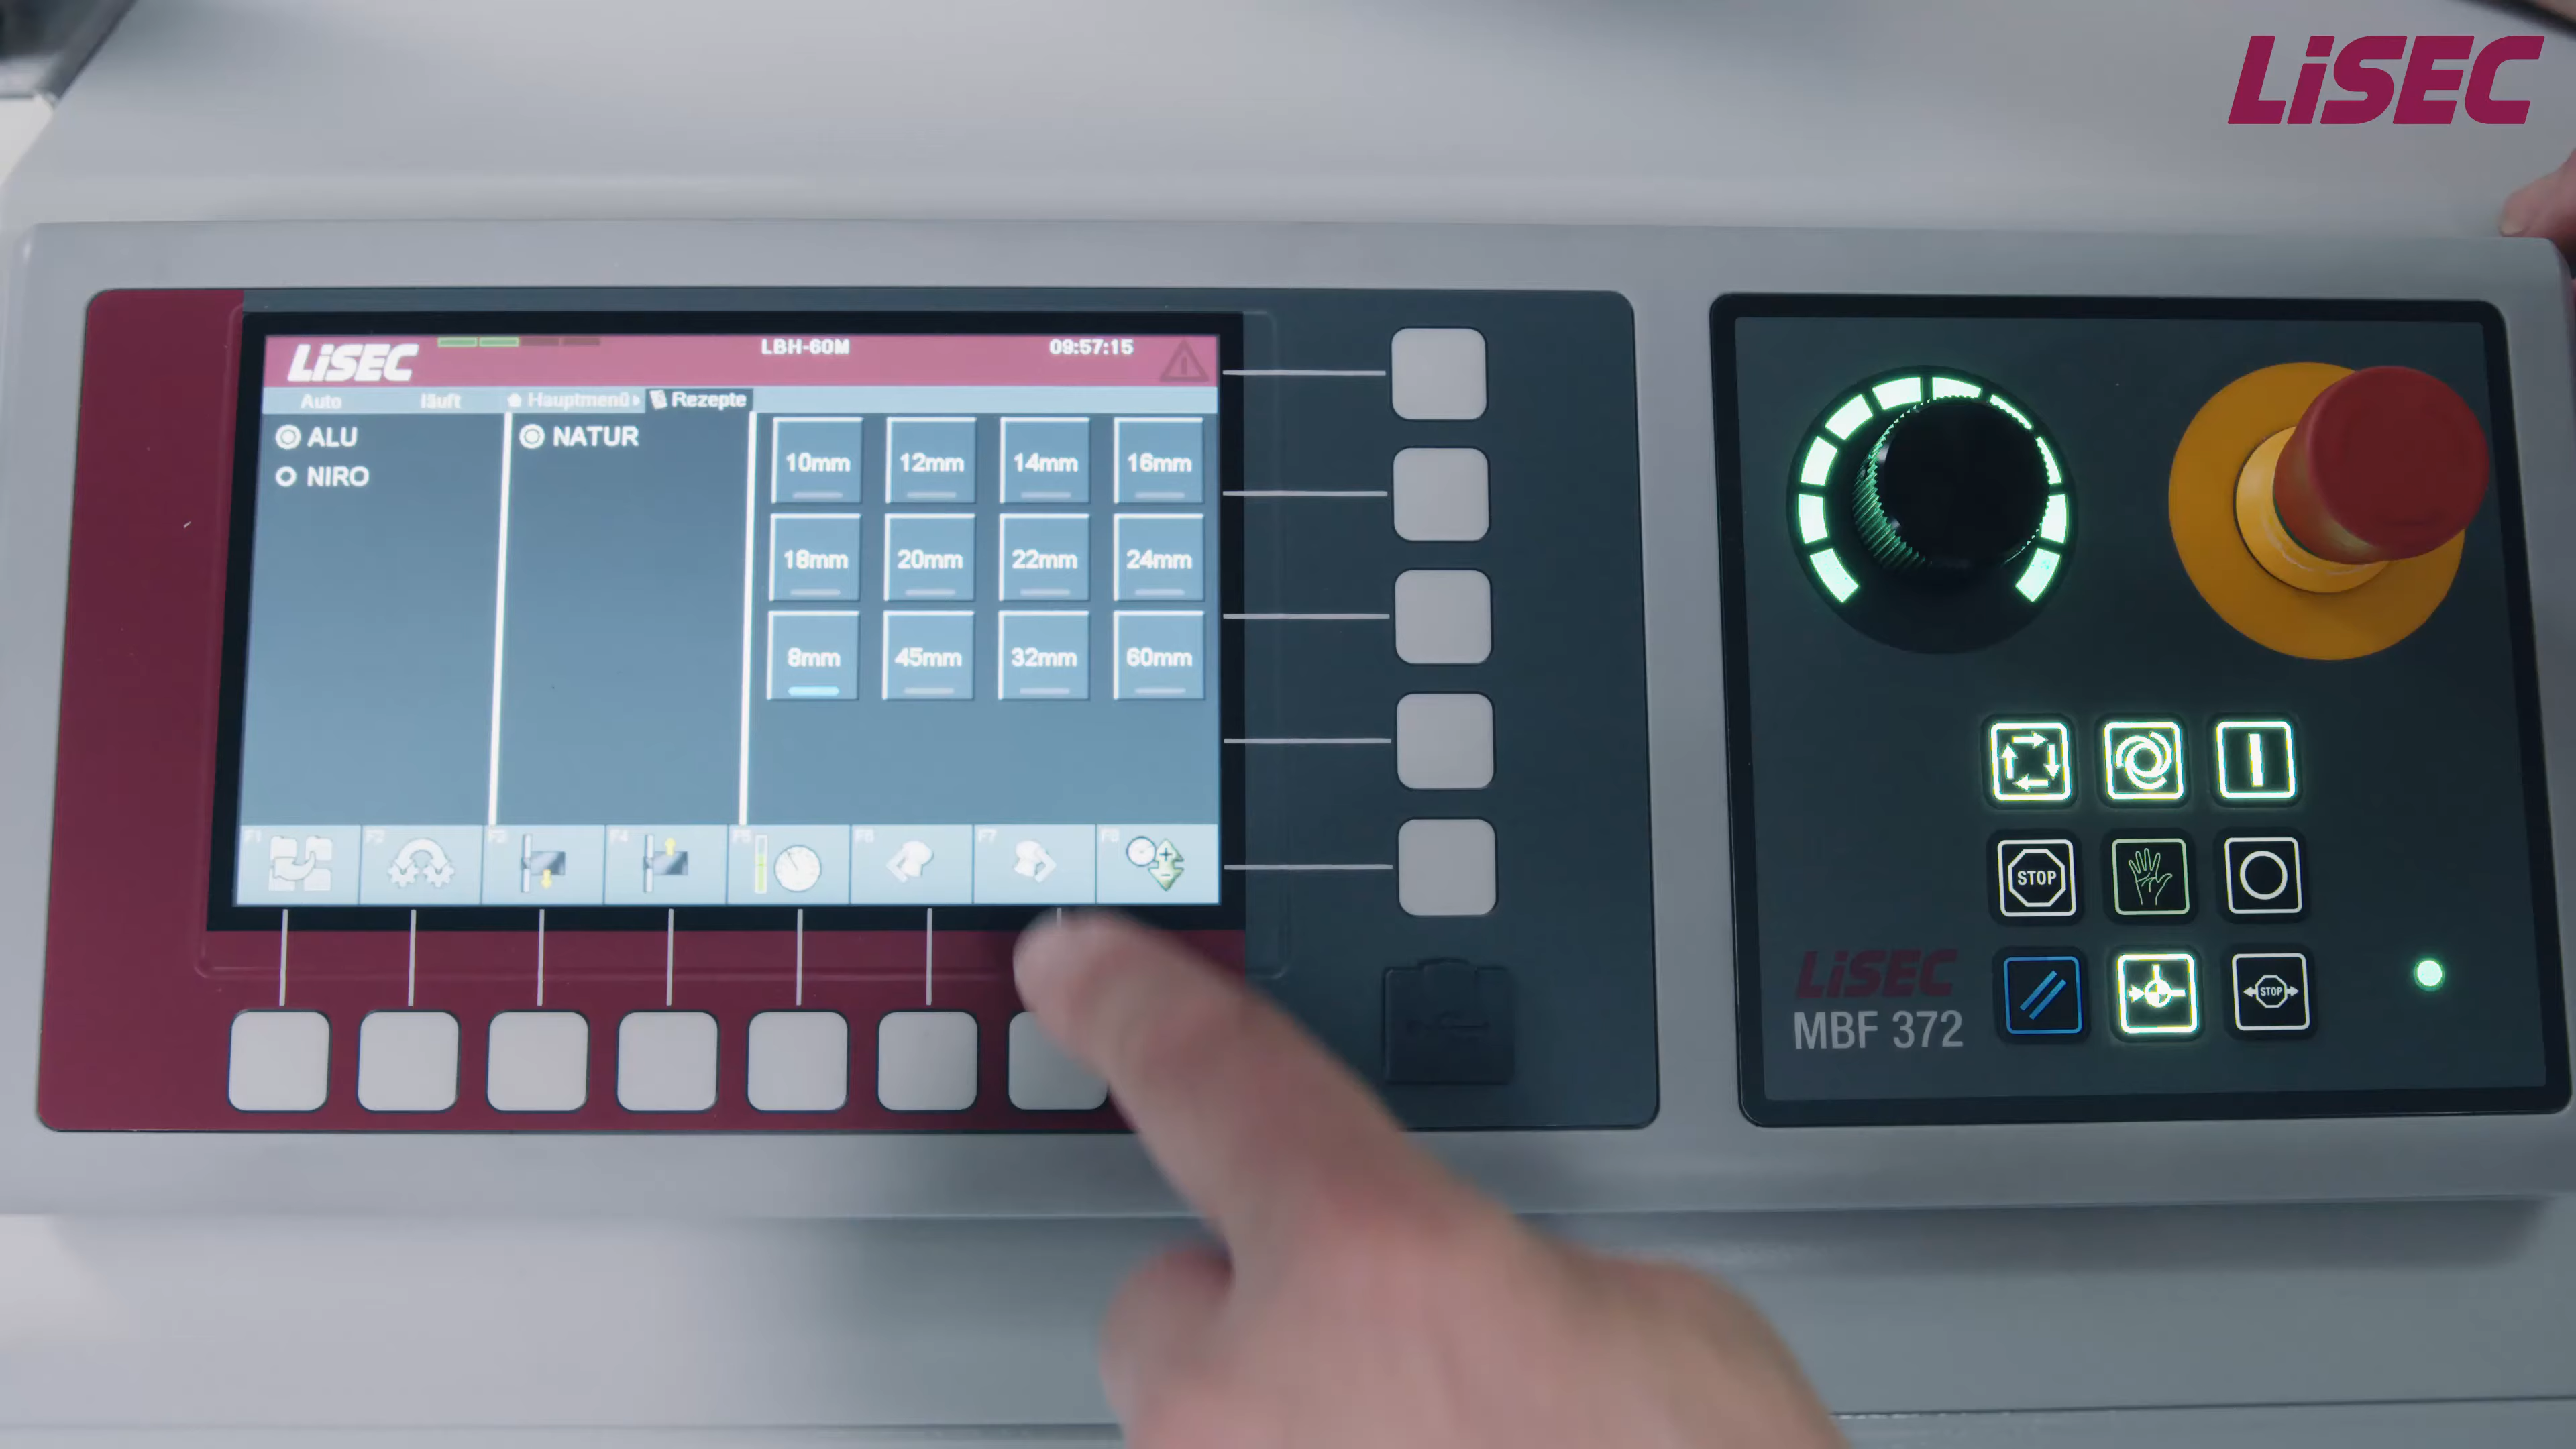 LiSEC
LiSEC
LBH-60M
09:57:15
Auto
läuft
Hauptmenü
Rezepte
ALU
NIRO
NATUR
10mm
12mm
14mm
16mm
18mm
20mm
22mm
24mm
8mm
45mm
32mm
60mm
F1
F2
F3
F4
F5
F6
F7
F8
STOP
STOP
LiSEC
MBF 372